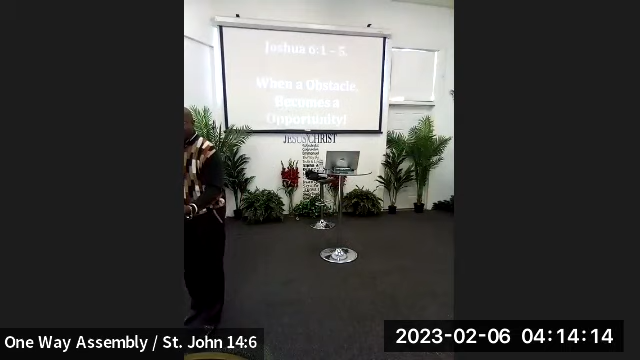 Joshua 6:1 - 5.
When a Obstacle,
Becomes a
Opportunity!
JESUS CHRIST
One Way Assembly / St. John 14:6
2023-02-06 04:14:14